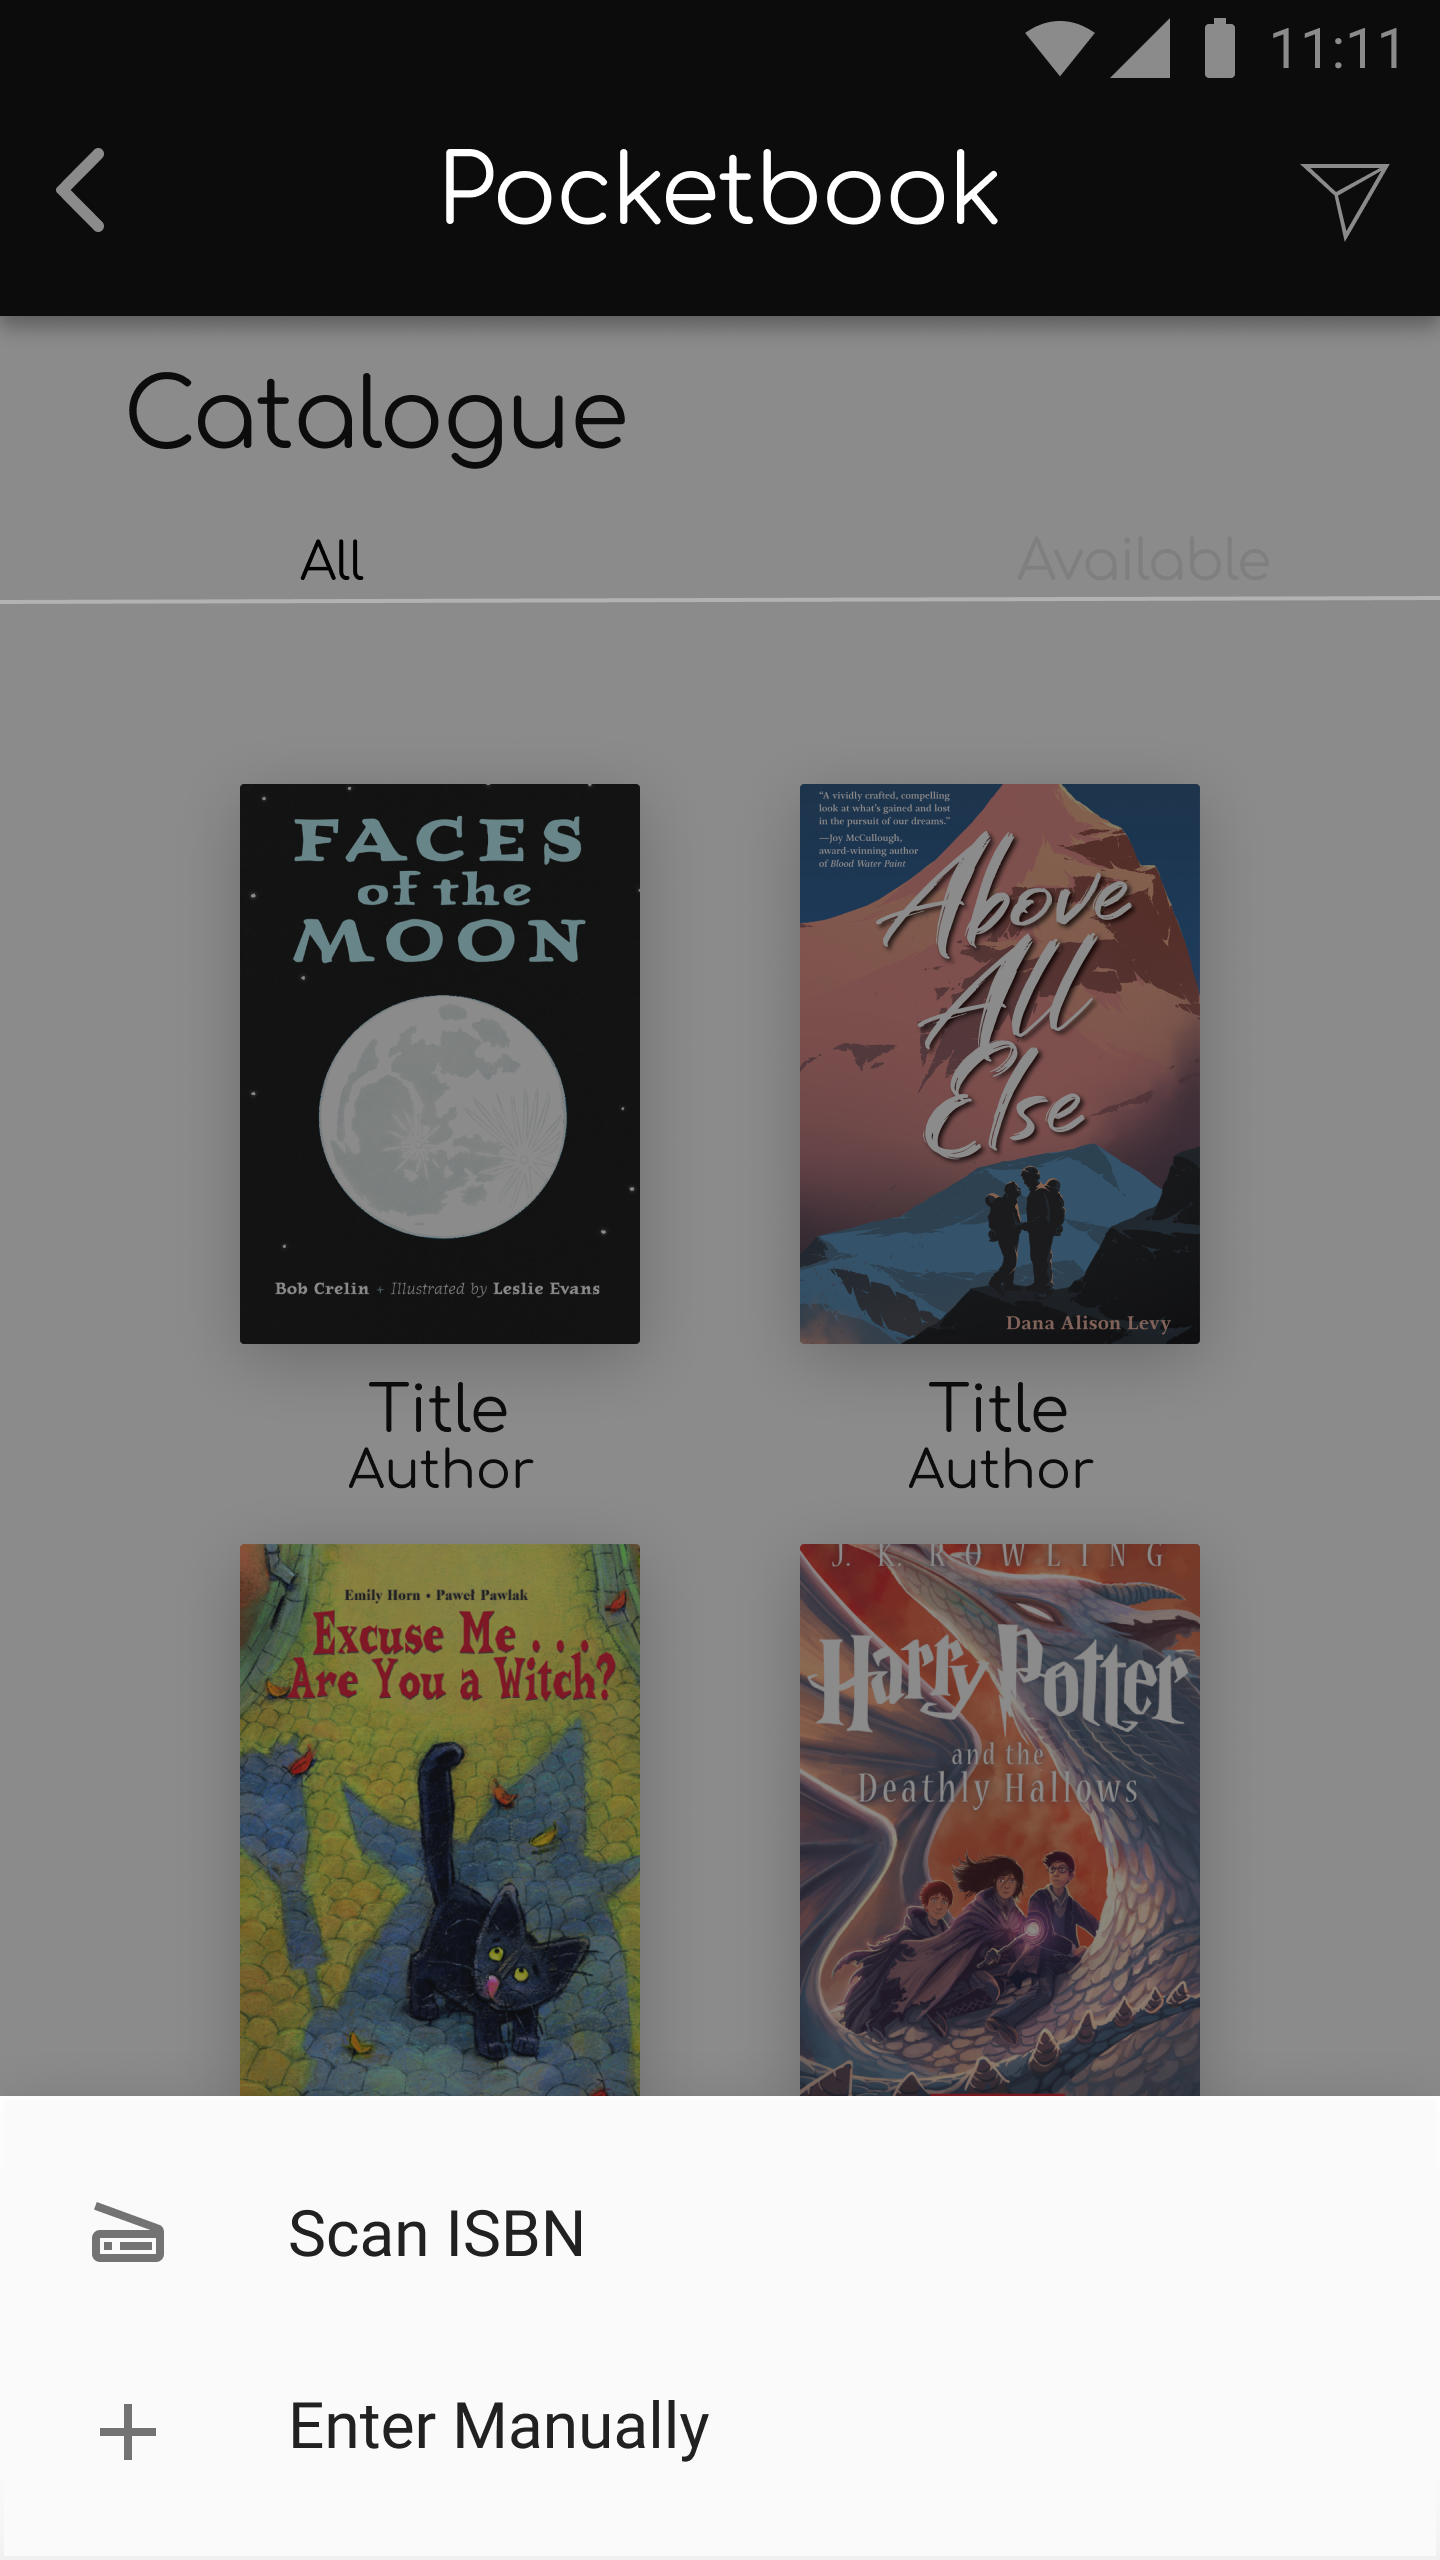 11:11
Pocketbook
Catalogue
All
Available
FACES
of the
MOON
Bob Crelin + Illustrated by Leslie Evans
"A vividly crafted, compelling
look at what's gained and lost
in the pursuit of our dreams."
—Joy McCullough,
award-winning author
of Blood Water Paint
Above
All
Else
Dana Alison Levy
Title
Author
Title
Author
Emily Horn • Paweł Pawlak
Excuse Me . . .
Are You a Witch?
J. K. ROWLING
Harry Potter
and the
Deathly Hallows
Scan ISBN
Enter Manually